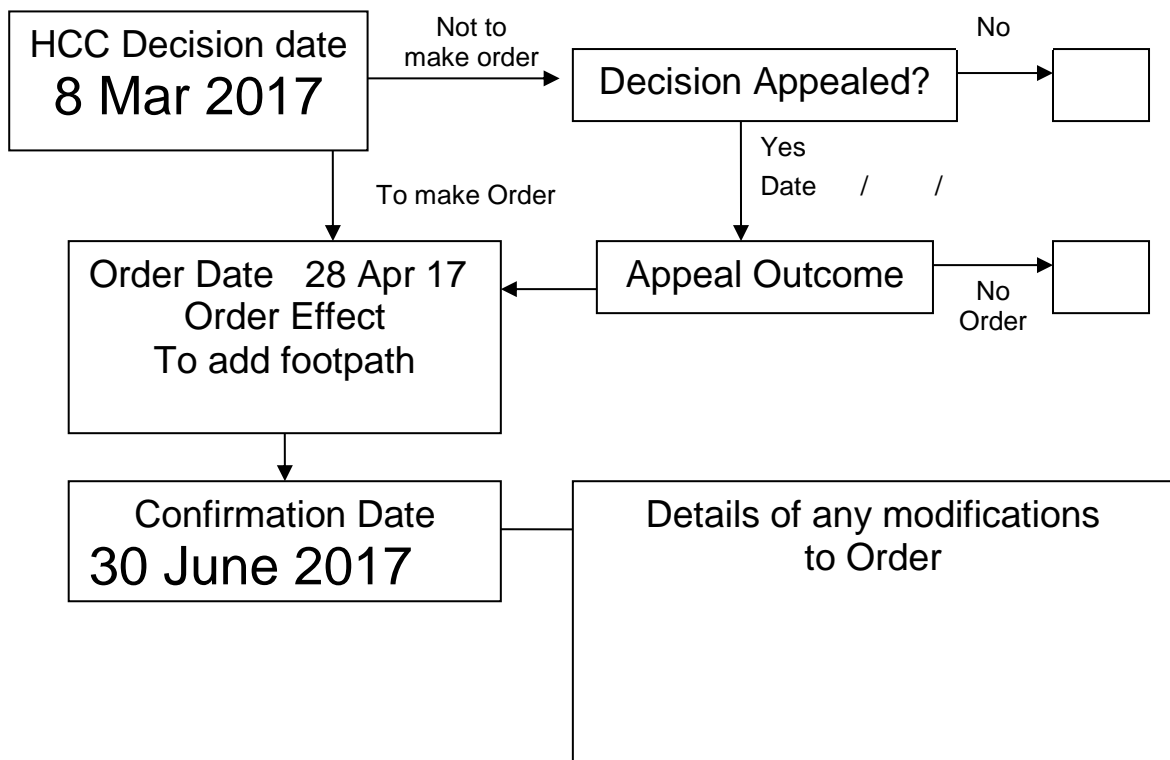 HCC Decision date
8 Mar 2017
Not to
make order
Decision Appealed?
No
Yes
Date / /
To make Order
Order Date 28 Apr 17
Order Effect
To add footpath
Appeal Outcome
No
Order
Confirmation Date
30 June 2017
Details of any modifications
to Order